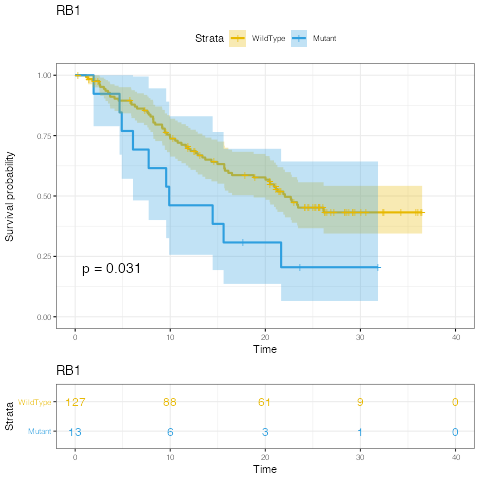 RB1
Strata WildType Mutant
1.00
0.75
0.50
0.25
0.00
Survival probability
p = 0.031
0 10 20 30 40
Time
RB1
Strata
WildType 127 88 61 9 0
Mutant 13 6 3 1 0
0 10 20 30 40
Time